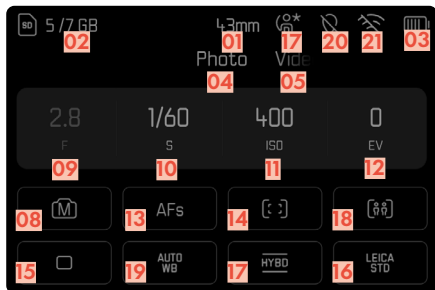 SD 5 / 7 GB 43mm
02 01 17 20 21 03
Photo Vide
04 05
2.8 1/60 400 0
F S ISO EV
09 10 11 12
M AFs
08 13 14 18
AUTO WB HYBD LEICA STD
15 19 17 16